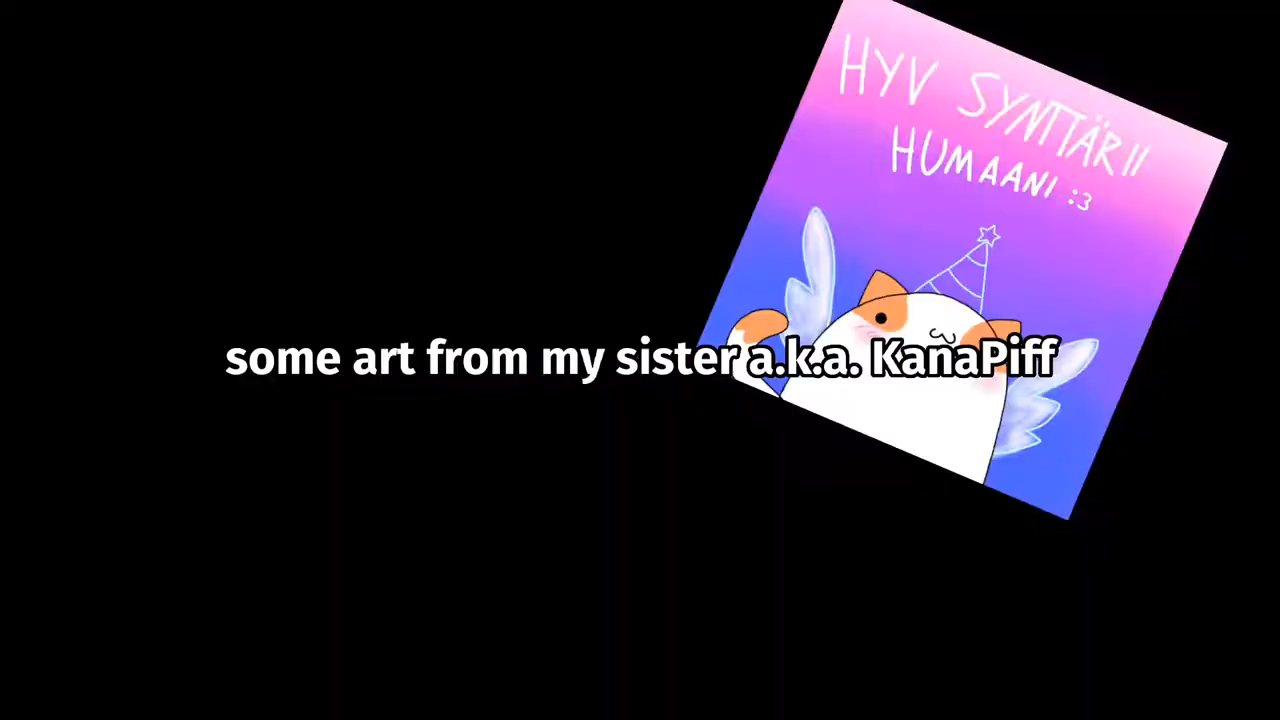 HYV SYNTTÄRII
HUMAANI :3
some art from my sister a.k.a. KanaPiff